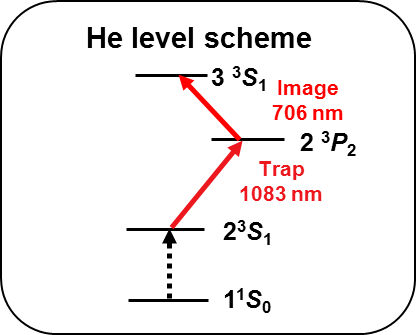 He level scheme
3 ³S₁
Image
706 nm
2 ³P₂
Trap
1083 nm
2³S₁
1¹S₀